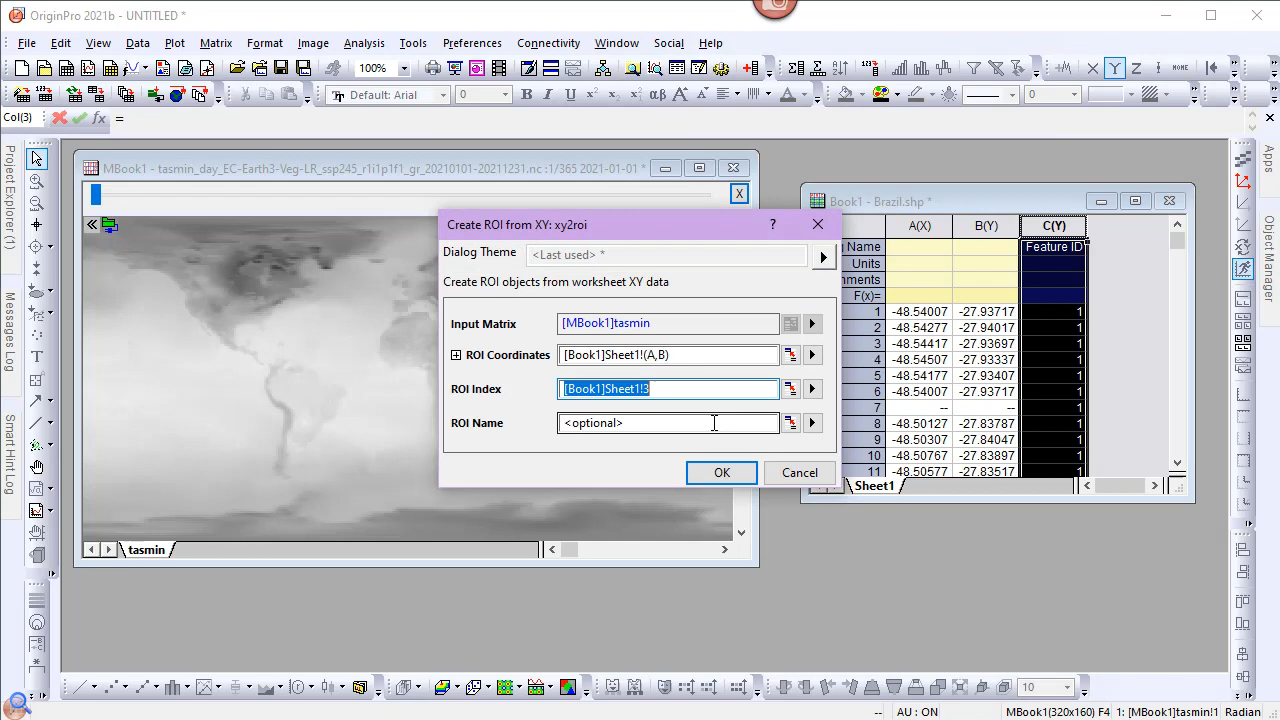 OriginPro 2021b - UNTITLED *
File Edit View Data Plot Matrix Format Image Analysis Tools Preferences Connectivity Window Social Help
100%
Default: Arial 0 B I U x² x₂ αβ A A A 0
X Y Z HOME
Col(3) fx =
Project Explorer (1)
Messages Log
Smart Hint Log
Apps
Object Manager
MBook1 - tasmin_day_EC-Earth3-Veg-LR_ssp245_r1i1p1f1_gr_20210101-20211231.nc :1/365 2021-01-01 *
X
tasmin
Create ROI from XY: xy2roi
?
Dialog Theme <Last used> *
Create ROI objects from worksheet XY data
Input Matrix [MBook1]tasmin
ROI Coordinates [Book1]Sheet1!(A,B)
ROI Index [Book1]Sheet1!3
ROI Name <optional>
OK Cancel
Book1 - Brazil.shp *
A(X) B(Y) C(Y)
Name Feature ID
Units
F(x)=
1 -48.54007 -27.93717 1
2 -48.54277 -27.94017 1
3 -48.54417 -27.93687 1
4 -48.54507 -27.93337 1
5 -48.54067 -27.93407 1
6 -48.54007 -27.93717 1
7 -- -- 1
8 -48.50127 -27.83787 1
9 -48.50307 -27.84047 1
10 -48.50767 -27.83897 1
11 -48.50577 -27.83517 1
Sheet1
10
-- AU : ON MBook1(320x160) F4 1: [MBook1]tasmin!1 Radian